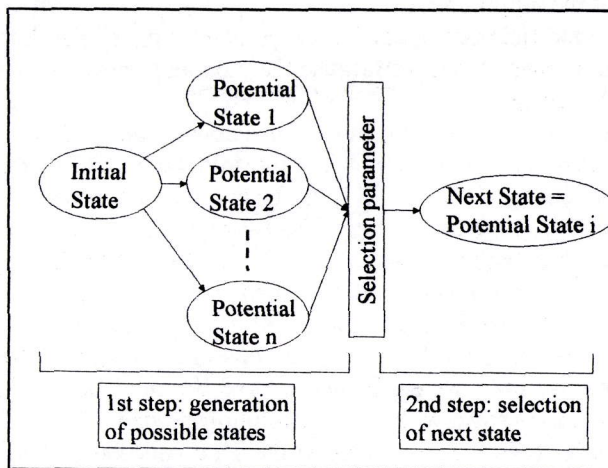 Potential
State 1
Initial
State
Potential
State 2
Potential
State n
Selection parameter
Next State =
Potential State i
1st step: generation
of possible states
2nd step: selection
of next state